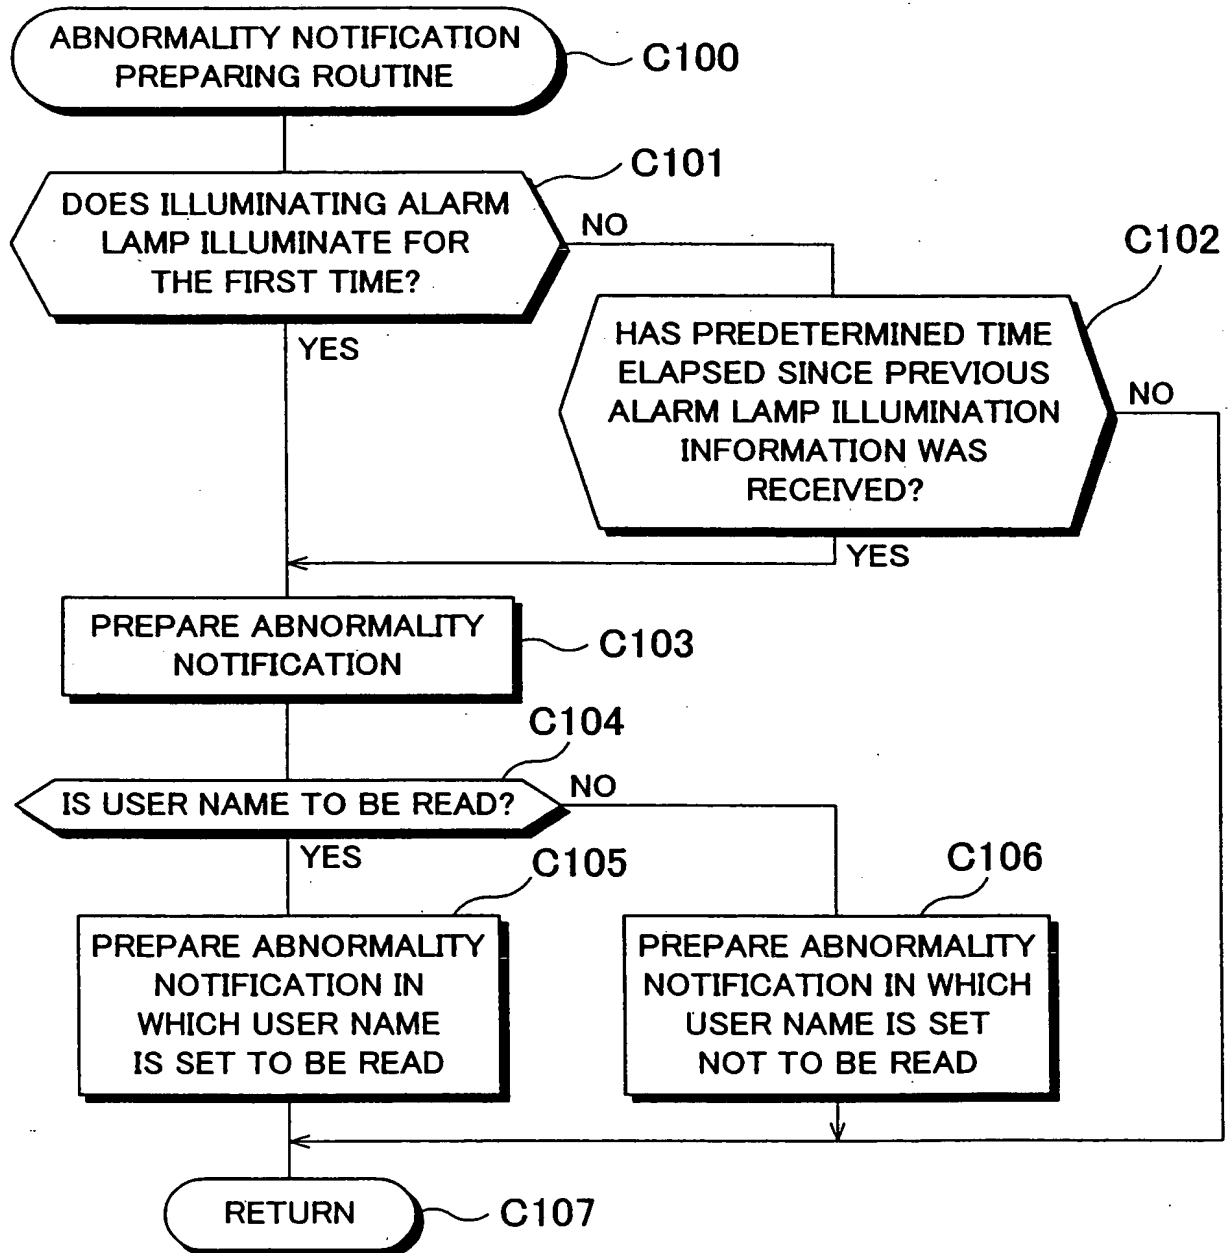 ABNORMALITY NOTIFICATION
PREPARING ROUTINE
C100
C101
DOES ILLUMINATING ALARM
LAMP ILLUMINATE FOR
THE FIRST TIME?
NO
YES
C102
HAS PREDETERMINED TIME
ELAPSED SINCE PREVIOUS
ALARM LAMP ILLUMINATION
INFORMATION WAS
RECEIVED?
NO
YES
PREPARE ABNORMALITY
NOTIFICATION
C103
C104
IS USER NAME TO BE READ?
NO
YES
C105
PREPARE ABNORMALITY
NOTIFICATION IN
WHICH USER NAME
IS SET TO BE READ
C106
PREPARE ABNORMALITY
NOTIFICATION IN WHICH
USER NAME IS SET
NOT TO BE READ
RETURN
C107